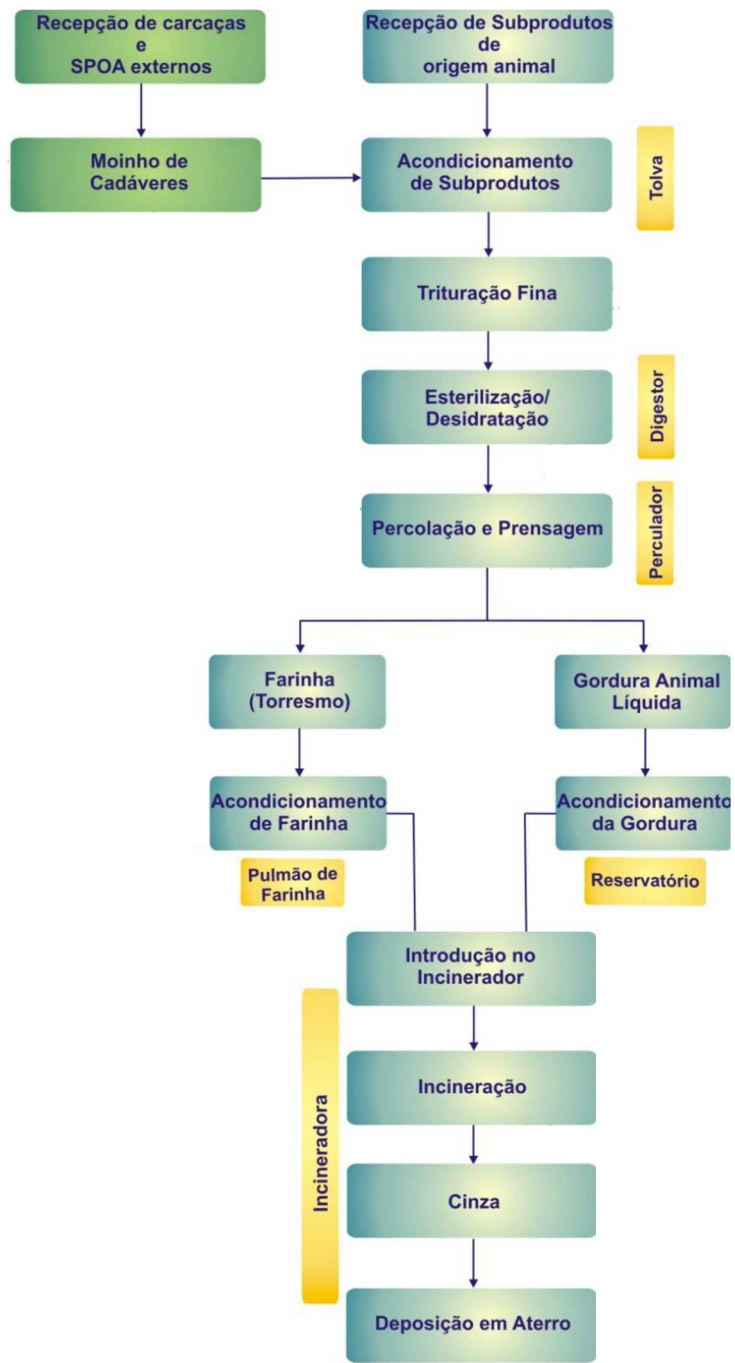 Recepção de carcaças
e
SPOA externos
Recepção de Subprodutos
de
origem animal
Moinho de
Cadáveres
Acondicionamento
de Subprodutos
Tolva
Trituração Fina
Esterilização/
Desidratação
Digestor
Percolação e Prensagem
Perculador
Farinha
(Torresmo)
Gordura Animal
Líquida
Acondicionamento
de Farinha
Acondicionamento
da Gordura
Pulmão de
Farinha
Reservatório
Introdução no
Incinerador
Incineradora
Incineração
Cinza
Deposição em Aterro